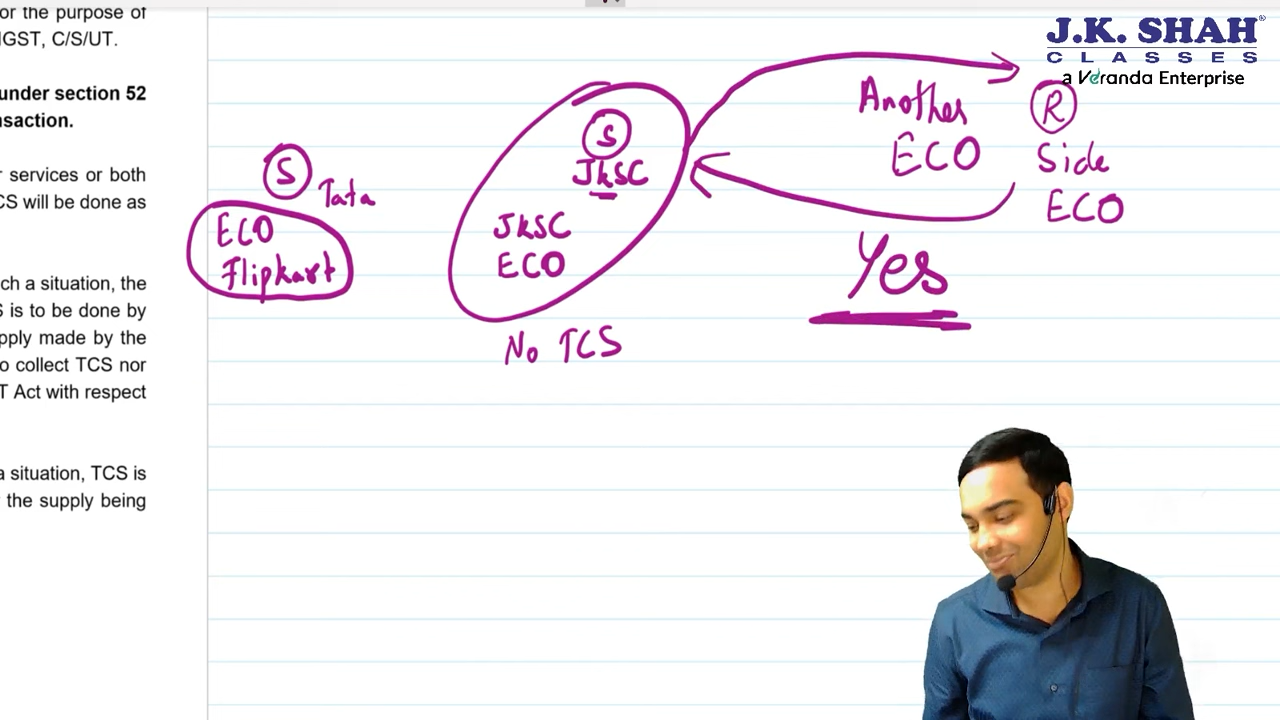 or the purpose of
IGST, C/S/UT.
under section 52
nsaction.
r services or both
CS will be done as
ch a situation, the
S is to be done by
pply made by the
o collect TCS nor
T Act with respect
a situation, TCS is
the supply being
S
Tata
ECO
Flipkart
S
JKSC
JKSC
ECO
No TCS
Another
ECO
Yes
R
Side
ECO
J.K. SHAH®
CLASSES
a Veranda Enterprise